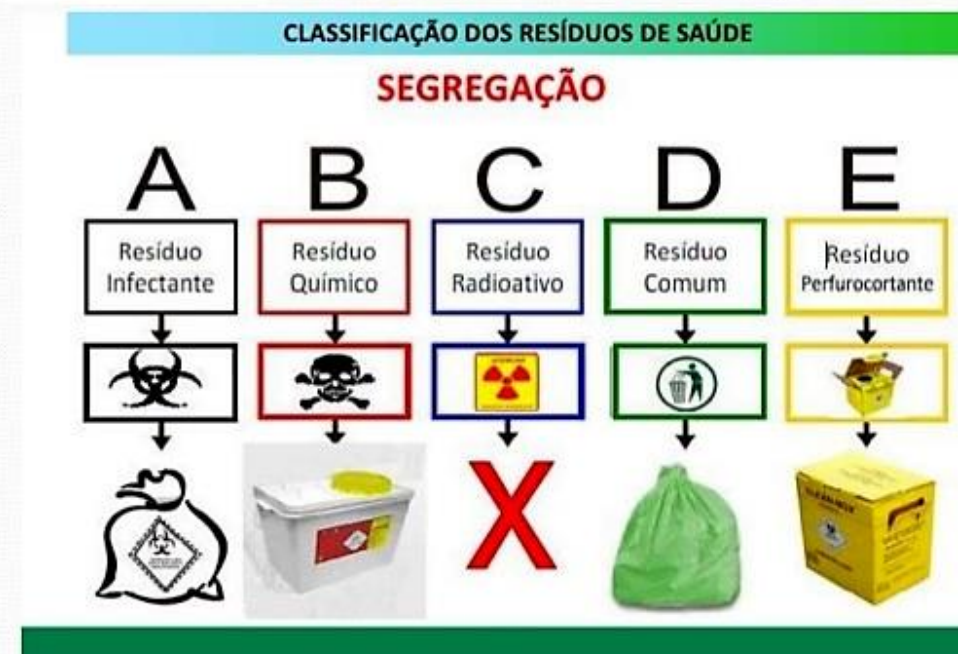 CLASSIFICAÇÃO DOS RESÍDUOS DE SAÚDE
SEGREGAÇÃO
A B C D E
Resíduo
Infectante
Resíduo
Químico
Resíduo
Radioativo
Resíduo
Comum
Resíduo
Perfurocortante
X